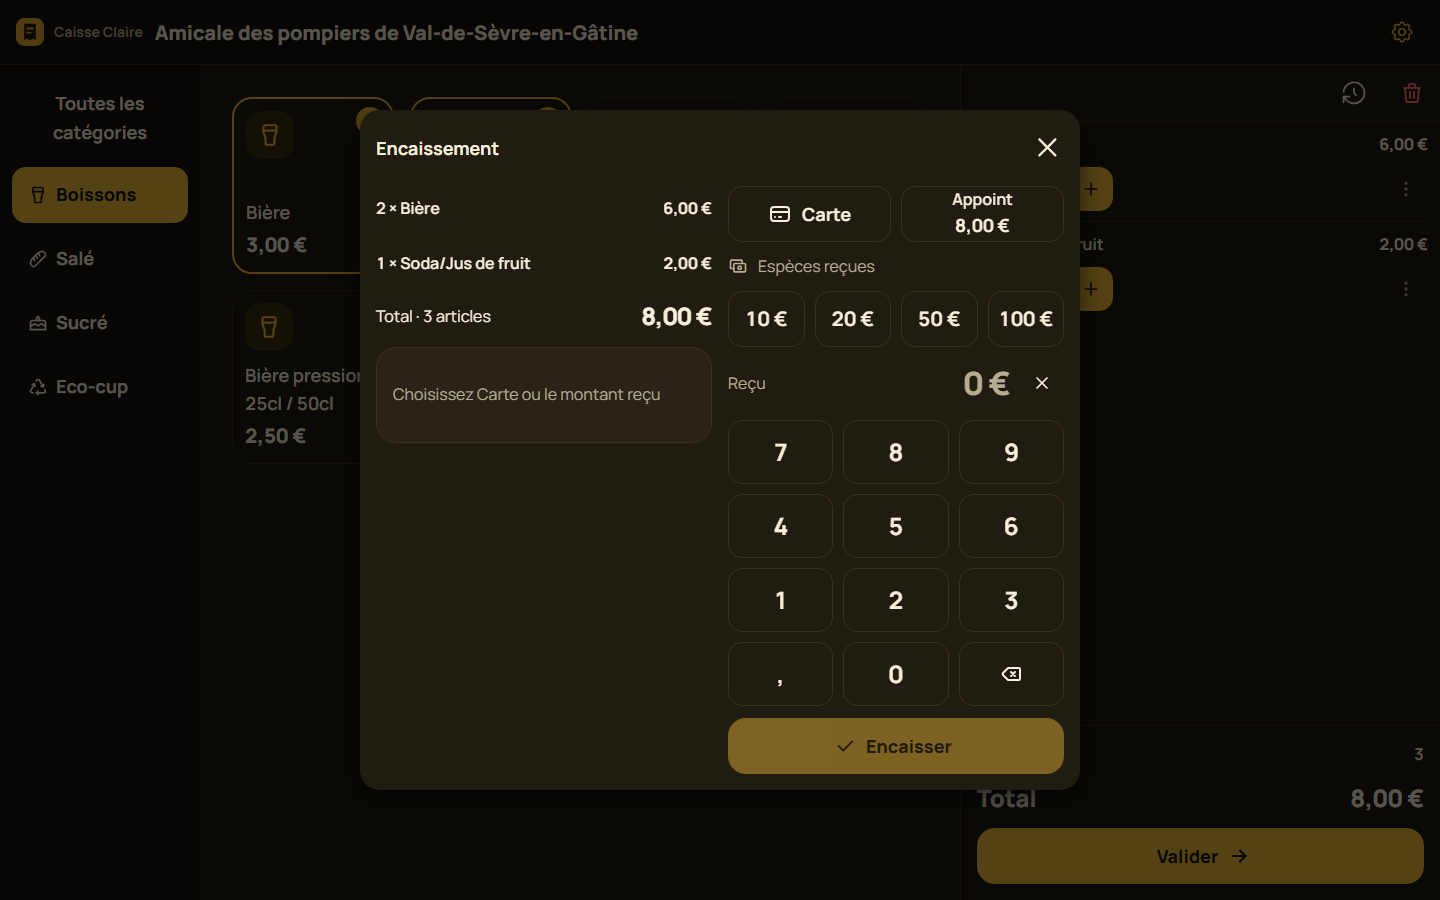 Caisse Claire Amicale des pompiers de Val-de-Sèvre-en-Gâtine
Toutes les
catégories
Boissons
Salé
Sucré
Eco-cup
Bière
3,00 €
Bière pression
25cl / 50cl
2,50 €
Encaissement
2 × Bière 6,00 €
1 × Soda/Jus de fruit 2,00 €
Total · 3 articles 8,00 €
Choisissez Carte ou le montant reçu
Carte
Appoint
8,00 €
Espèces reçues
10 € 20 € 50 € 100 €
Reçu 0 €
7 8 9
4 5 6
1 2 3
, 0
Encaisser
6,00 €
+
ruit 2,00 €
+
3
Total 8,00 €
Valider